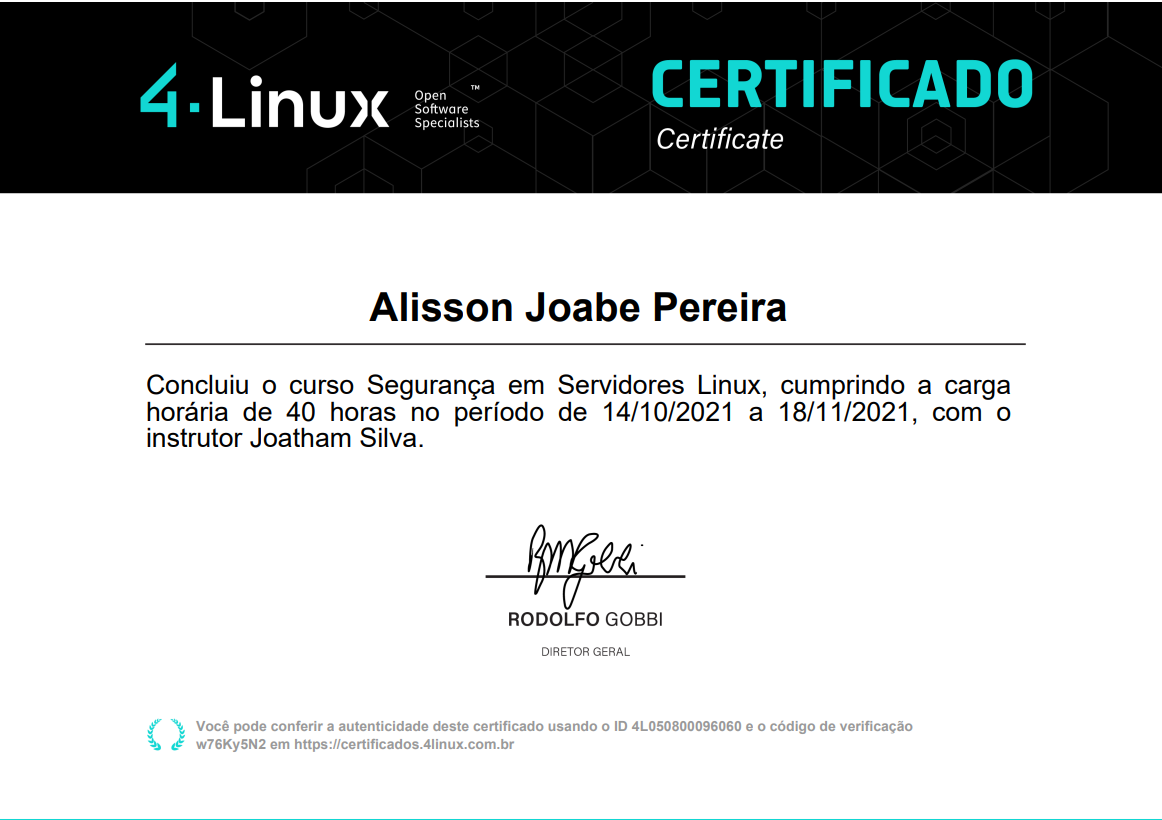 4.Linux
Open
Software
Specialists
™
CERTIFICADO
Certificate
Alisson Joabe Pereira
Concluiu o curso Segurança em Servidores Linux, cumprindo a carga
horária de 40 horas no período de 14/10/2021 a 18/11/2021, com o
instrutor Joatham Silva.
RODOLFO GOBBI
DIRETOR GERAL
Você pode conferir a autenticidade deste certificado usando o ID 4L050800096060 e o código de verificação
w76Ky5N2 em https://certificados.4linux.com.br